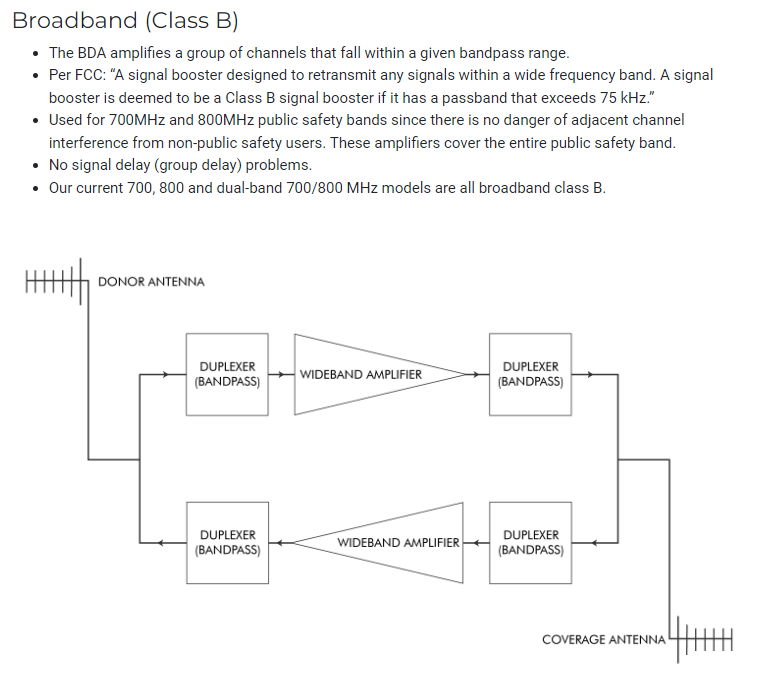 Broadband (Class B)
• The BDA amplifies a group of channels that fall within a given bandpass range.
• Per FCC: “A signal booster designed to retransmit any signals within a wide frequency band. A signal
booster is deemed to be a Class B signal booster if it has a passband that exceeds 75 kHz.”
• Used for 700MHz and 800MHz public safety bands since there is no danger of adjacent channel
interference from non-public safety users. These amplifiers cover the entire public safety band.
• No signal delay (group delay) problems.
• Our current 700, 800 and dual-band 700/800 MHz models are all broadband class B.
DONOR ANTENNA
DUPLEXER
(BANDPASS)
WIDEBAND AMPLIFIER
DUPLEXER
(BANDPASS)
DUPLEXER
(BANDPASS)
WIDEBAND AMPLIFIER
DUPLEXER
(BANDPASS)
COVERAGE ANTENNA